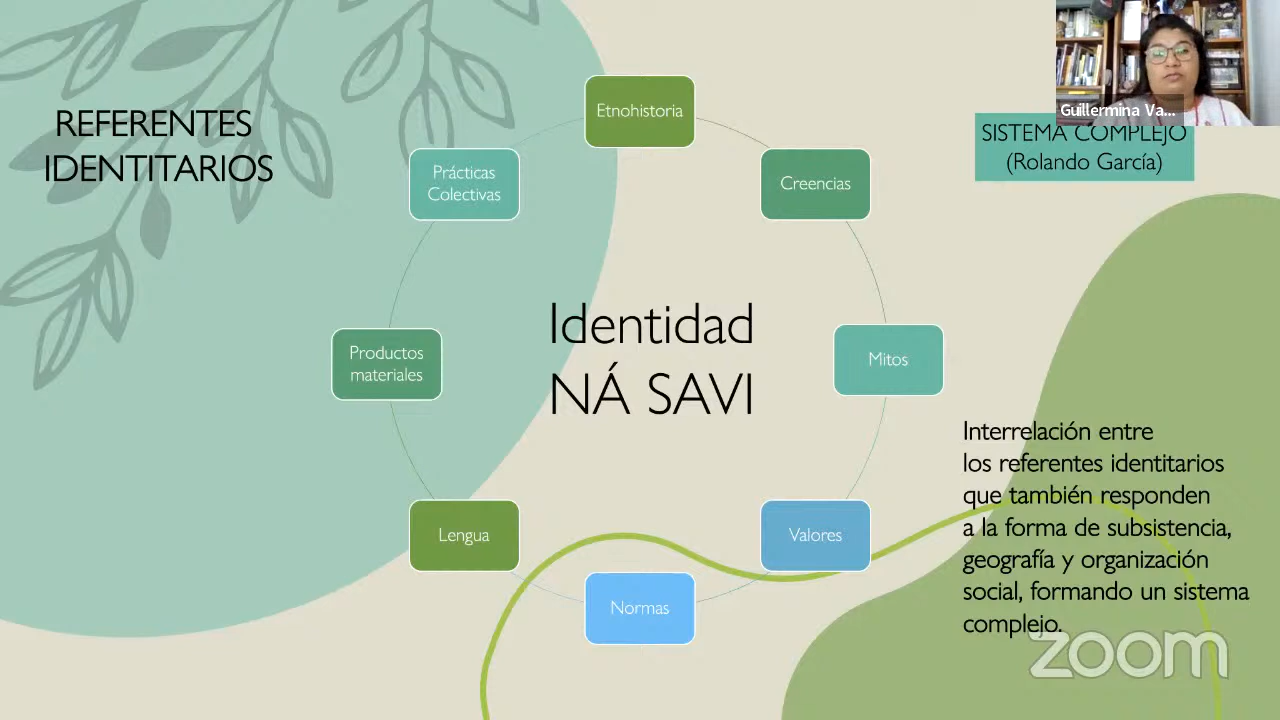 REFERENTES
IDENTITARIOS
Etnohistoria
Creencias
Mitos
Valores
Normas
Lengua
Productos
materiales
Prácticas
Colectivas
Identidad
NÁ SAVI
Guillermina Va...
SISTEMA COMPLEJO
(Rolando García)
Interrelación entre
los referentes identitarios
que también responden
a la forma de subsistencia,
geografía y organización
social, formando un sistema
complejo.
zoom